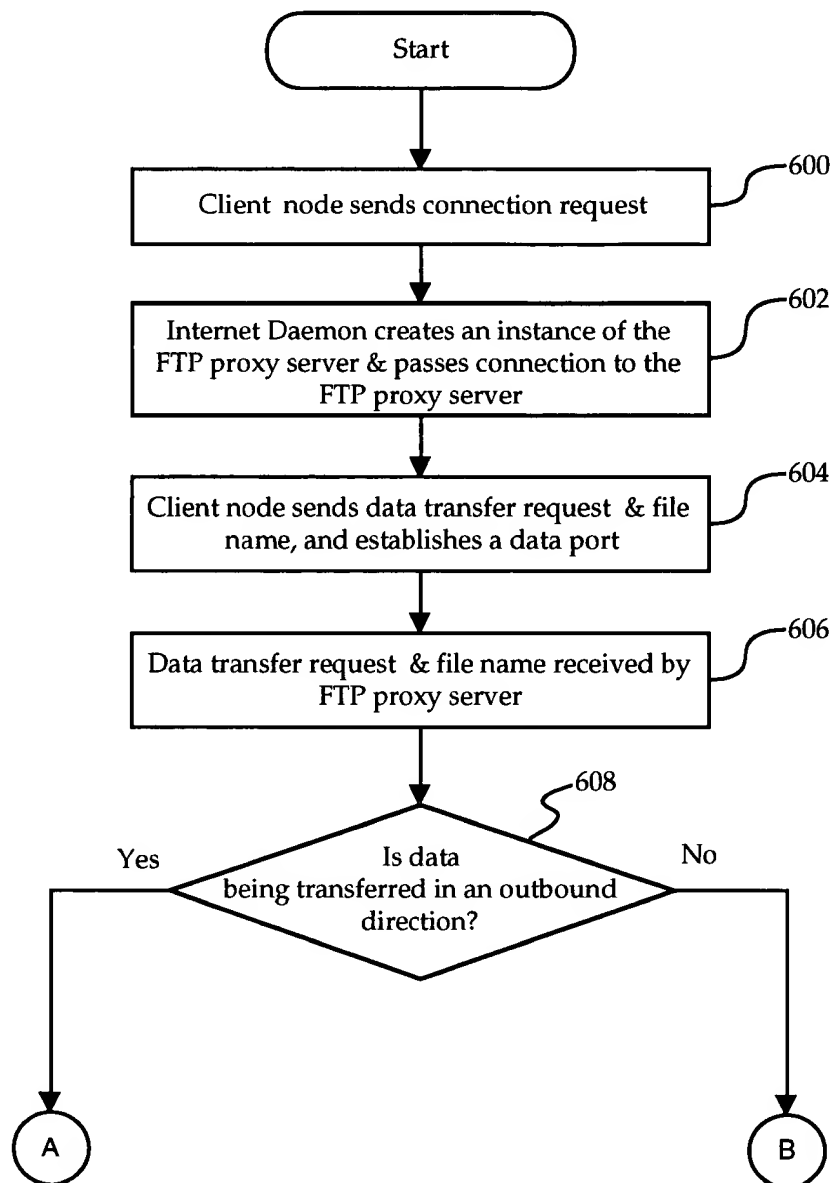 Start
600
Client node sends connection request
602
Internet Daemon creates an instance of the
FTP proxy server & passes connection to the
FTP proxy server
604
Client node sends data transfer request & file
name, and establishes a data port
606
Data transfer request & file name received by
FTP proxy server
608
Yes
No
Is data
being transferred in an outbound
direction?
A
B